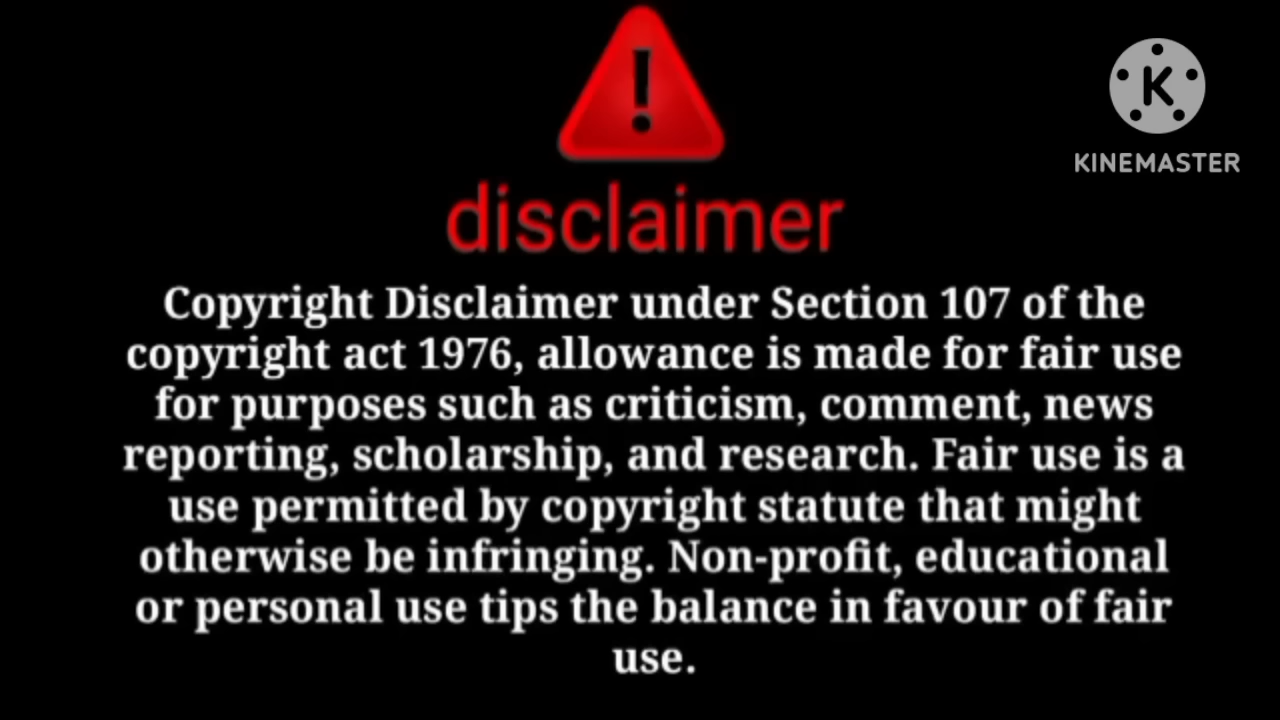 !
K
KINEMASTER
disclaimer
Copyright Disclaimer under Section 107 of the
copyright act 1976, allowance is made for fair use
for purposes such as criticism, comment, news
reporting, scholarship, and research. Fair use is a
use permitted by copyright statute that might
otherwise be infringing. Non-profit, educational
or personal use tips the balance in favour of fair
use.